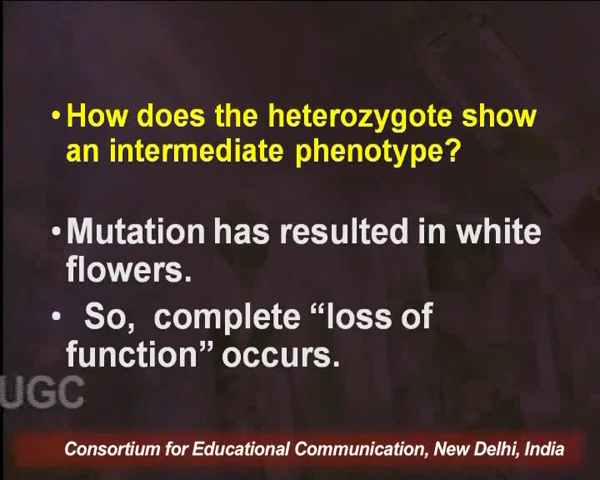 •How does the heterozygote show
an intermediate phenotype?
•Mutation has resulted in white
flowers.
• So, complete “loss of
function” occurs.
UGC
Consortium for Educational Communication, New Delhi, India